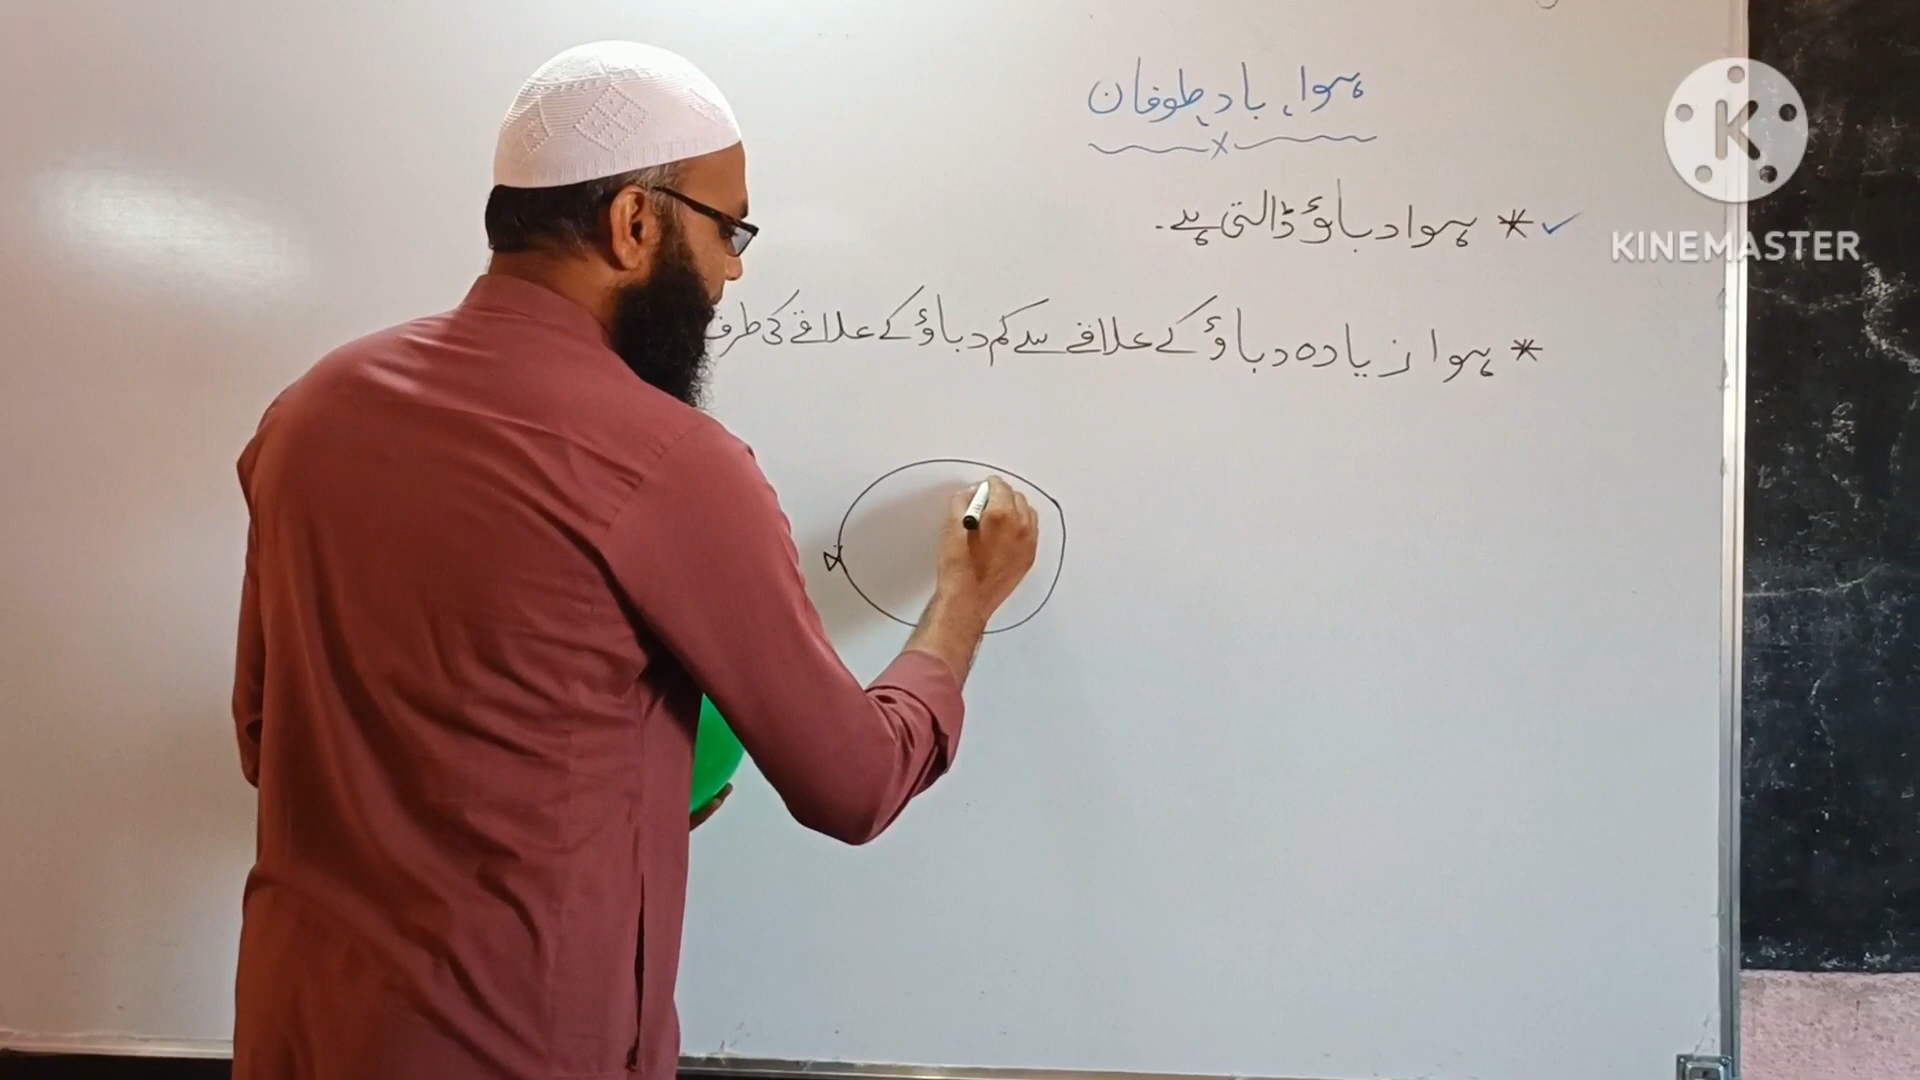 ہوا، باد، طوفان
* ہوا دباؤ ڈالتی ہے۔
* ہوا زیادہ دباؤ کے علاقے سے کم دباؤ کے علاقے کی طرف
K
KINEMASTER